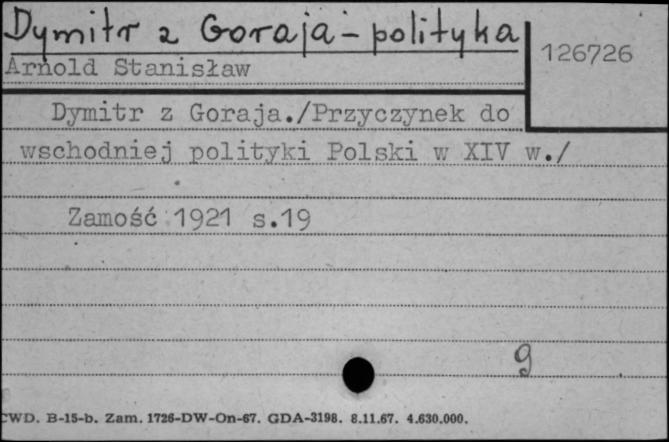 Dymitr z Goraja - polityka
126726
Arnold Stanisław
Dymitr z Goraja./Przyczynek do
wschodniej polityki Polski w XIV w./
Zamość 1921 s.19
9
CWD. B-15-b. Zam. 1726-DW-On-67. GDA-3198. 8.11.67. 4.630.000.